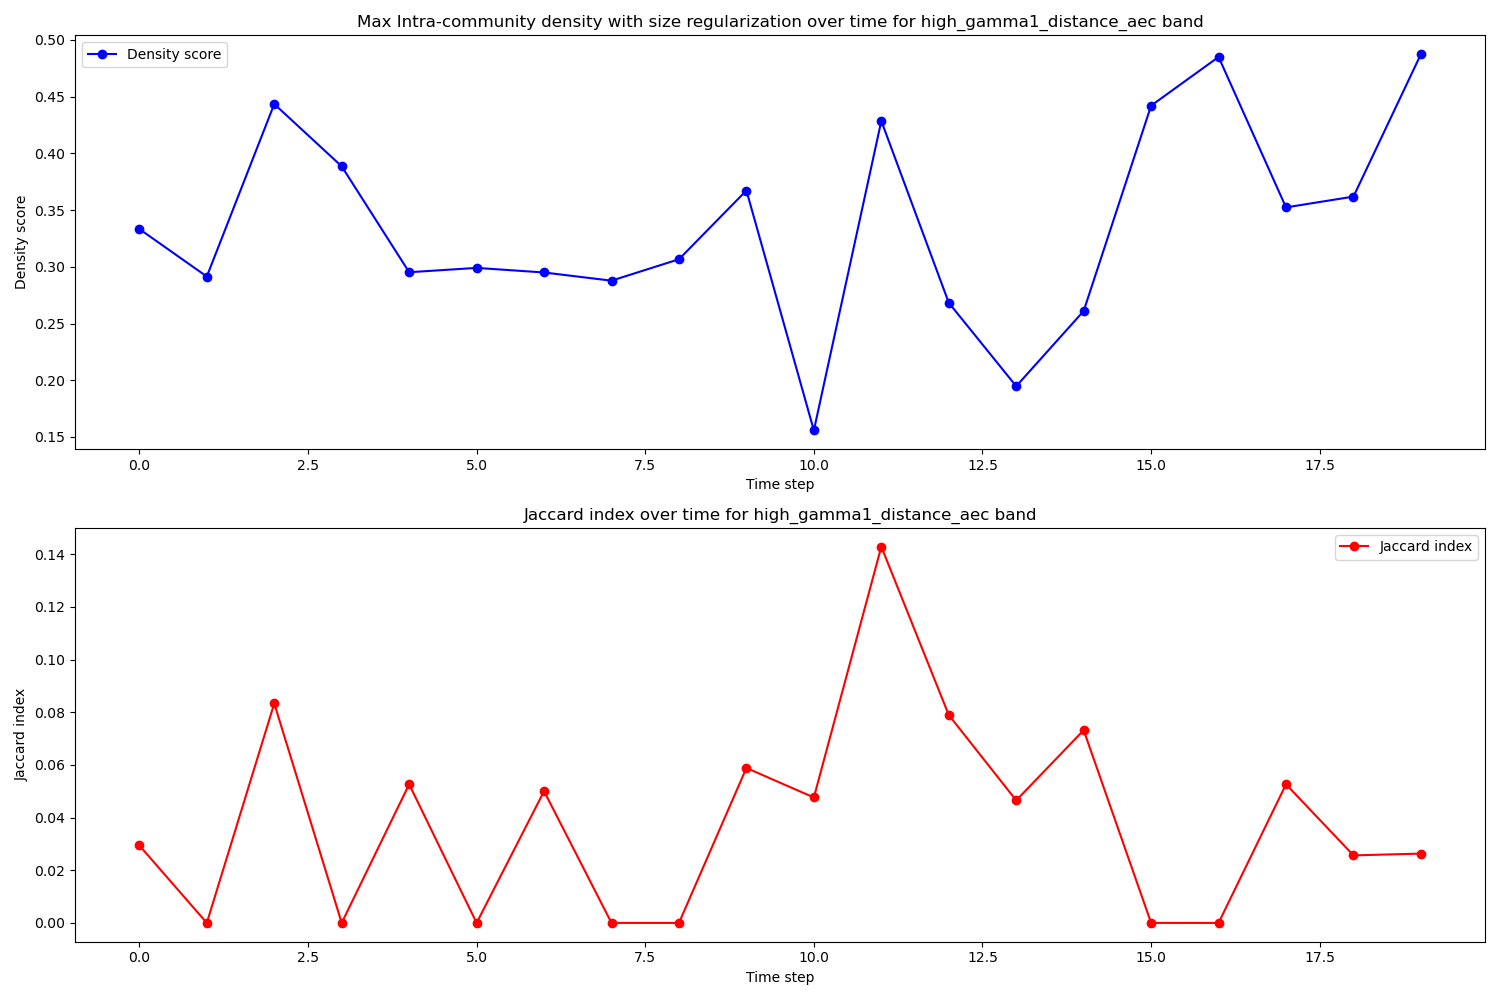 Max Intra-community density with size regularization over time for high_gamma1_distance_aec band
Density score
0.50
0.45
0.40
0.35
0.30
0.25
0.20
0.15
Density score
0.0 2.5 5.0 7.5 10.0 12.5 15.0 17.5
Time step
Jaccard index over time for high_gamma1_distance_aec band
Jaccard index
0.14
0.12
0.10
0.08
0.06
0.04
0.02
0.00
Jaccard index
0.0 2.5 5.0 7.5 10.0 12.5 15.0 17.5
Time step